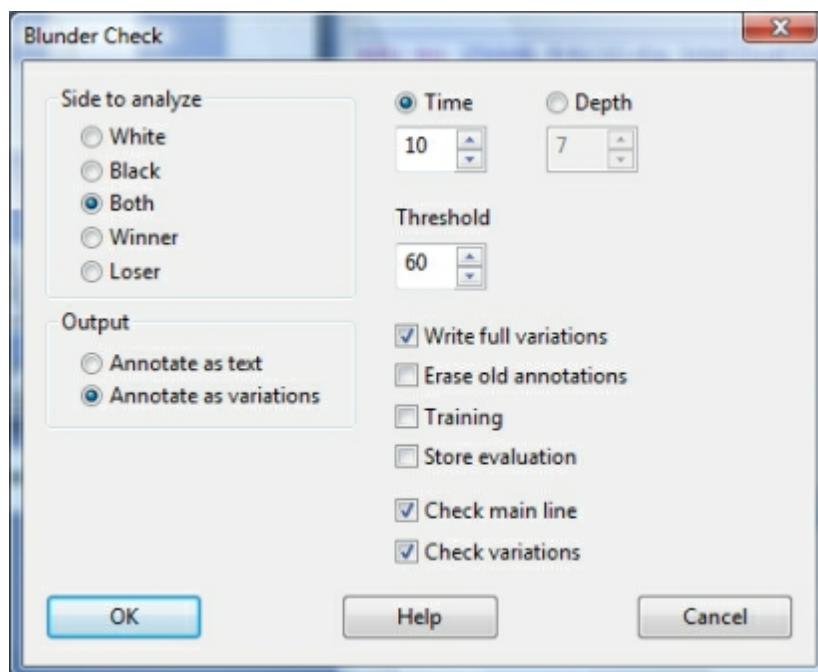 Blunder Check
Side to analyze
White
Black
Both
Winner
Loser
Output
Annotate as text
Annotate as variations
Time
Depth
10
7
Threshold
60
Write full variations
Erase old annotations
Training
Store evaluation
Check main line
Check variations
OK
Help
Cancel